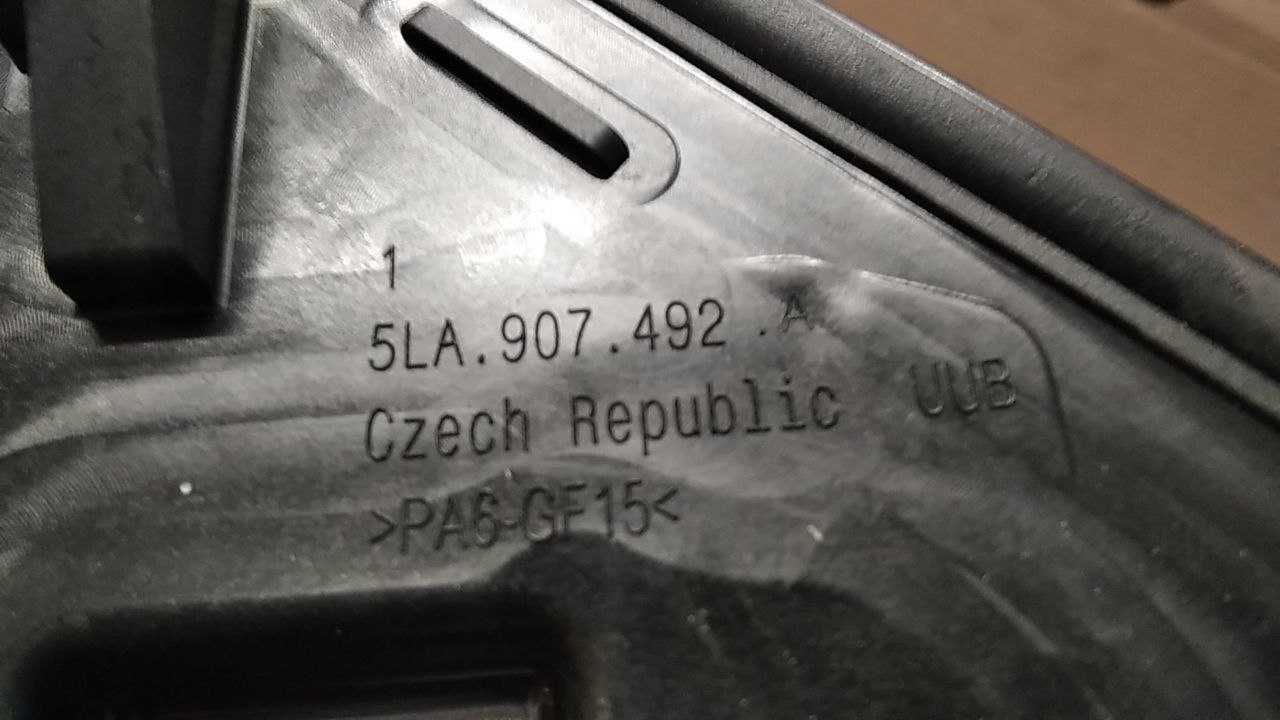 1
5LA.907.492.A
Czech Republic UUB
>PA6-GF15<